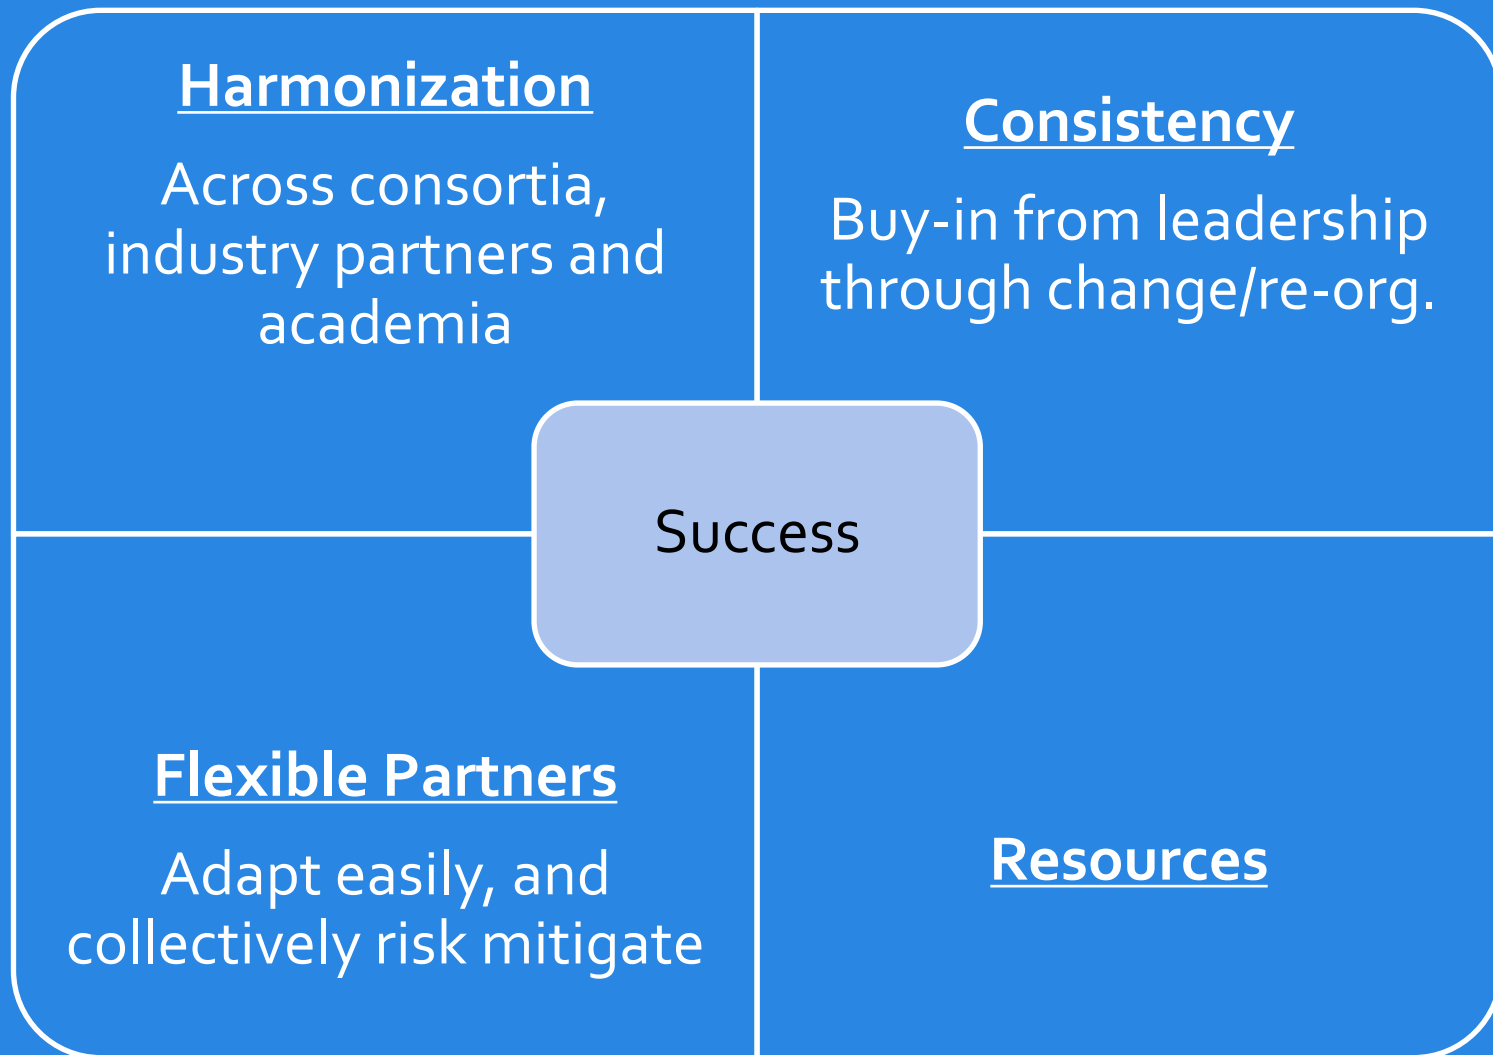 Harmonization
Across consortia,
industry partners and
academia
Consistency
Buy-in from leadership
through change/re-org.
Success
Flexible Partners
Adapt easily, and
collectively risk mitigate
Resources